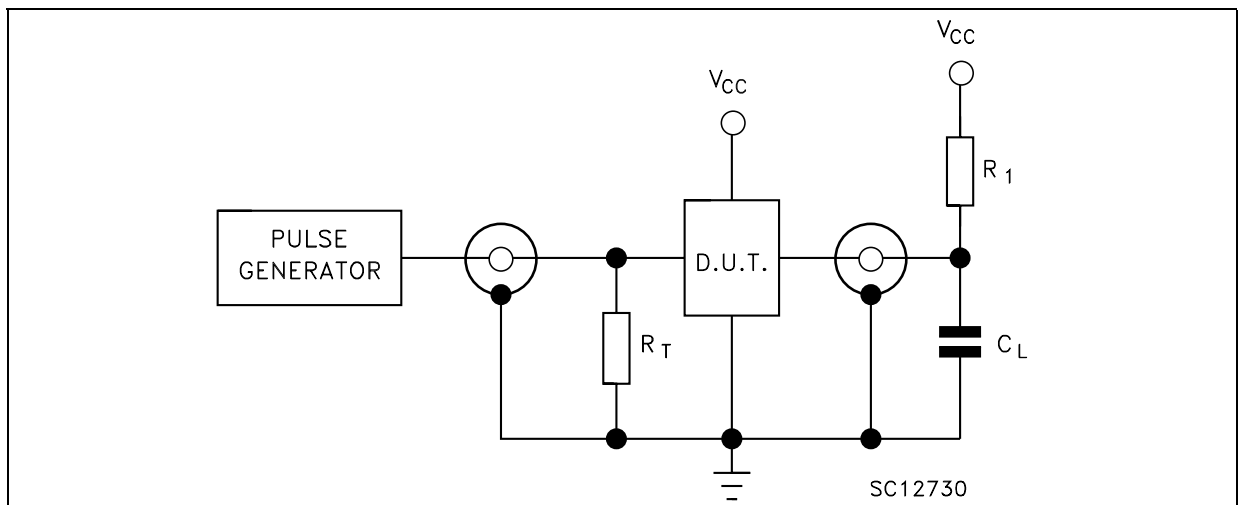 VCC
VCC
R1
PULSE
GENERATOR
D.U.T.
RT
CL
SC12730